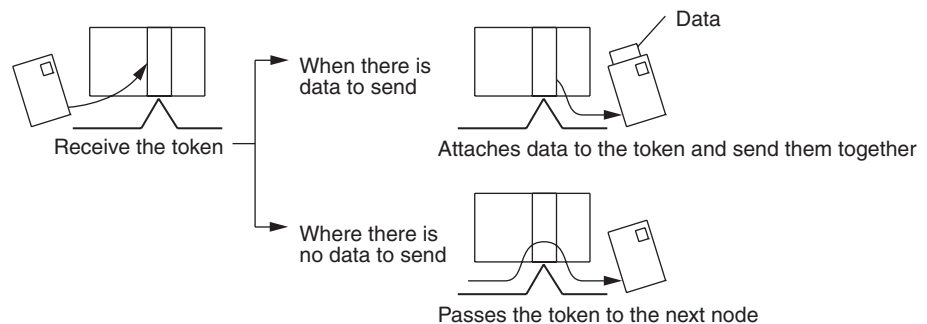 Data
When there is
data to send
Receive the token
Attaches data to the token and send them together
Where there is
no data to send
Passes the token to the next node